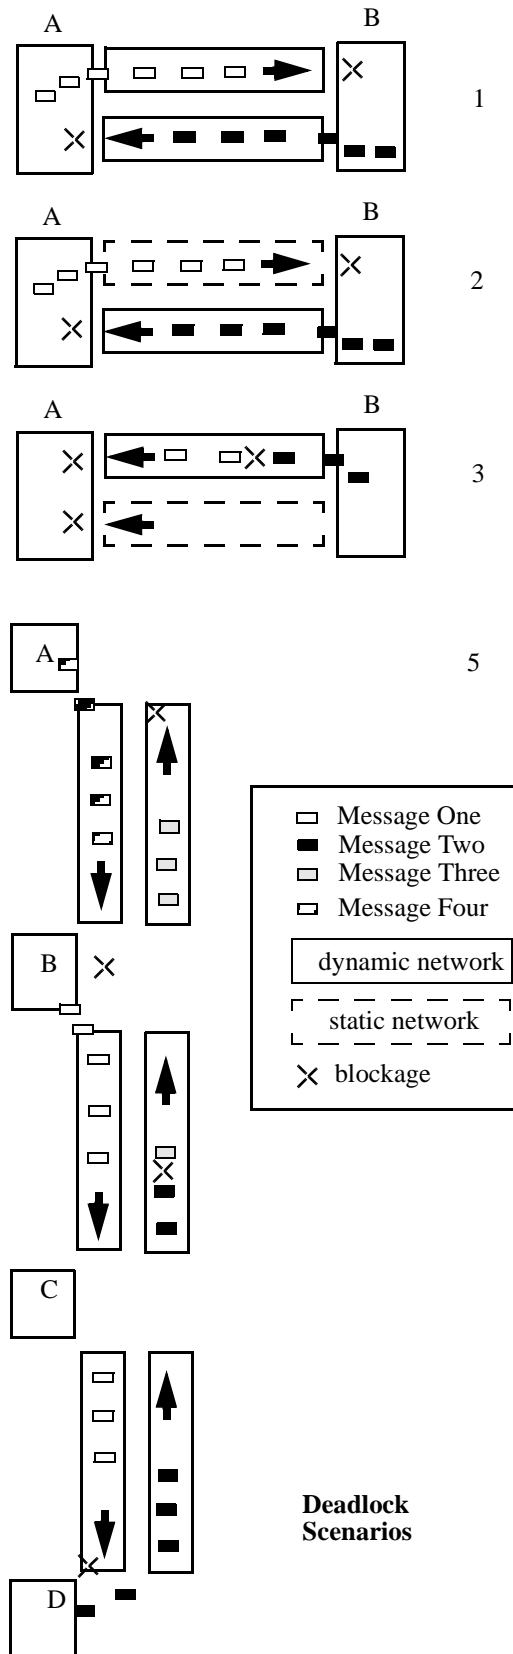 A B
1
A B
2
A B
3
A
5
Message One
Message Two
Message Three
Message Four
B
dynamic network
static network
blockage
C
Deadlock
Scenarios
D